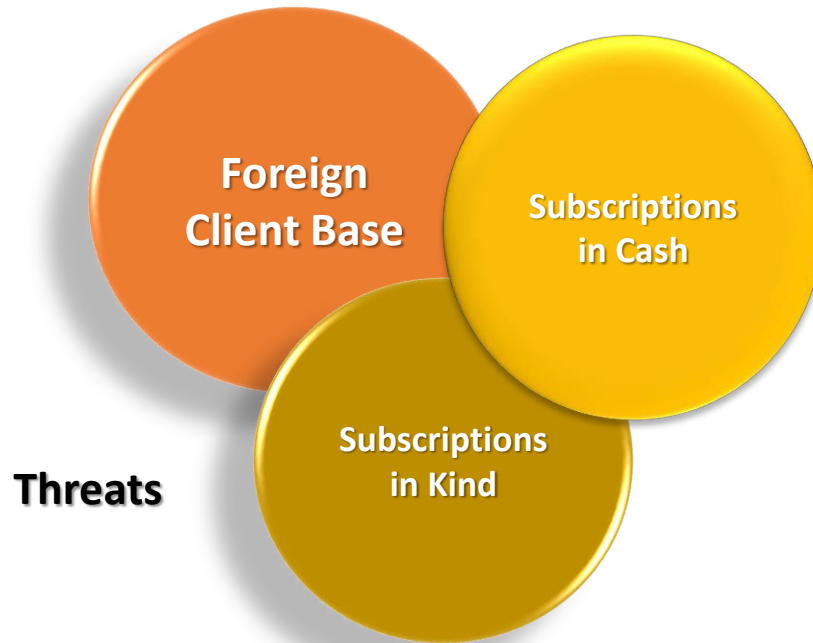 Foreign
Client Base
Subscriptions
in Cash
Subscriptions
in Kind
Threats